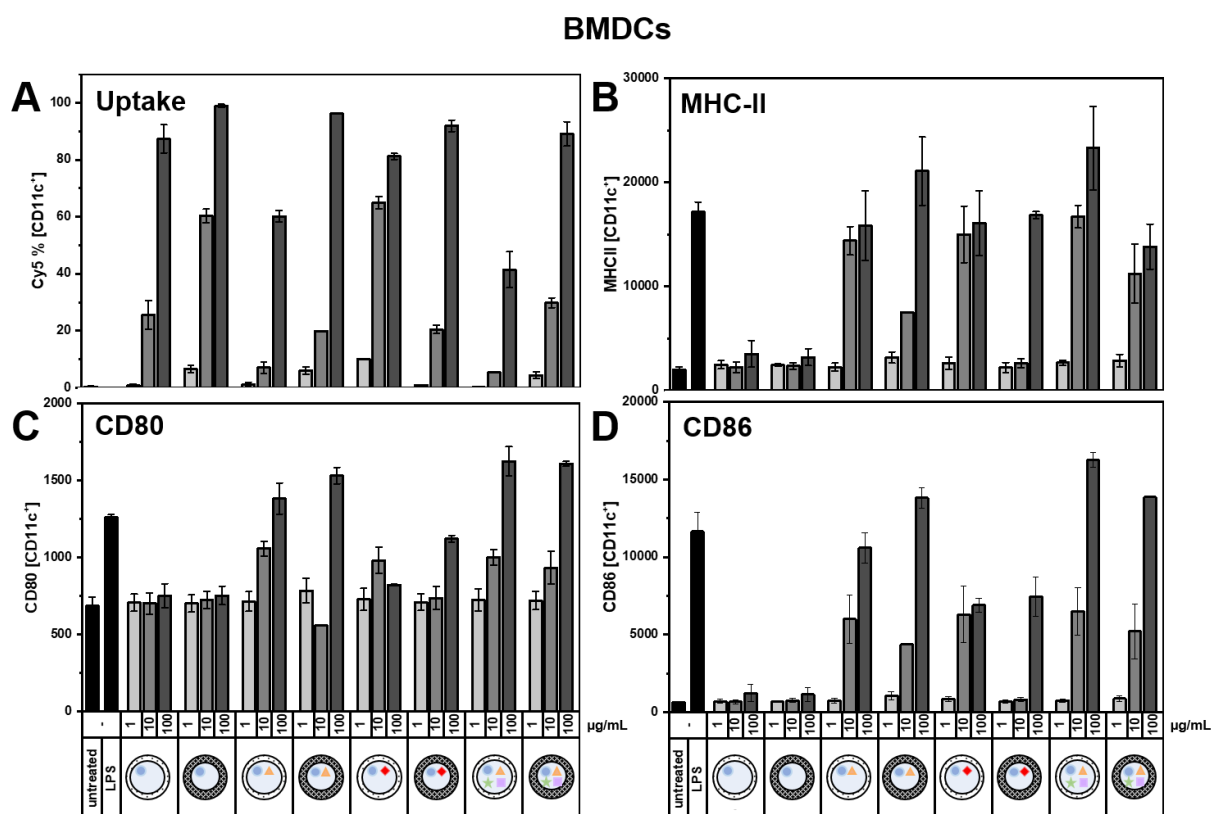 BMDCs
A Uptake
Cy5 % [CD11c⁺]
100
80
60
40
20
0
B MHC-II
MHCII [CD11c⁺]
30000
20000
10000
0
C CD80
CD80 [CD11c⁺]
2000
1500
1000
500
0
D CD86
CD86 [CD11c⁺]
20000
15000
10000
5000
0
- 1 10 100 1 10 100 1 10 100 1 10 100 1 10 100 1 10 100 1 10 100 1 10 100 µg/mL
untreated
LPS
- 1 10 100 1 10 100 1 10 100 1 10 100 1 10 100 1 10 100 1 10 100 1 10 100 µg/mL
untreated
LPS